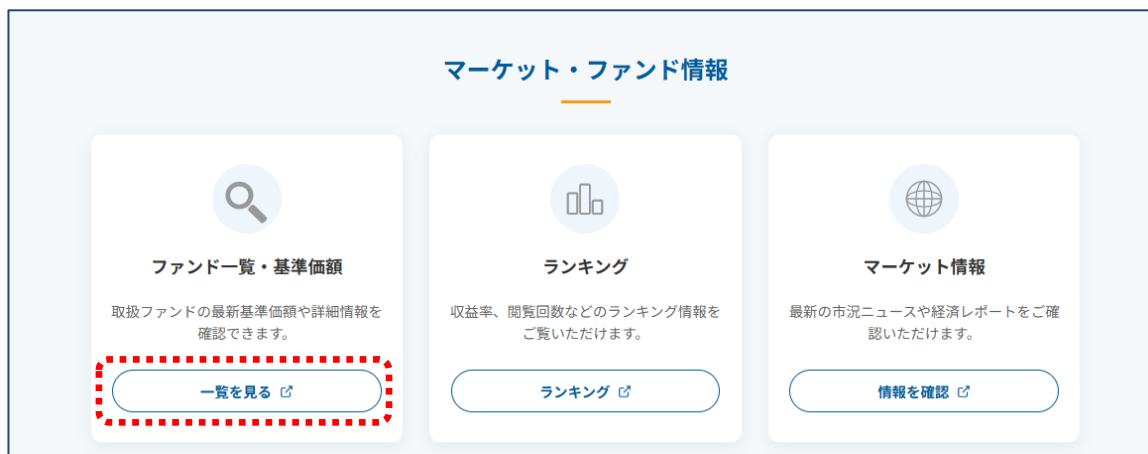 マーケット・ファンド情報
ファンド一覧・基準価額
取扱ファンドの最新基準価額や詳細情報を
確認できます。
一覧を見る
ランキング
収益率、閲覧回数などのランキング情報を
ご覧いただけます。
ランキング
マーケット情報
最新の市況ニュースや経済レポートをご確
認いただけます。
情報を確認